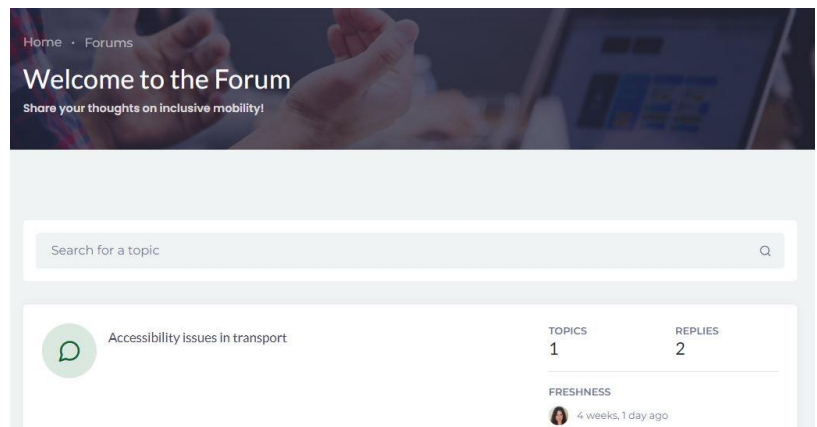 Home • Forums
Welcome to the Forum
Share your thoughts on inclusive mobility!
Search for a topic
Accessibility issues in transport
TOPICS
1
REPLIES
2
FRESHNESS
4 weeks, 1 day ago